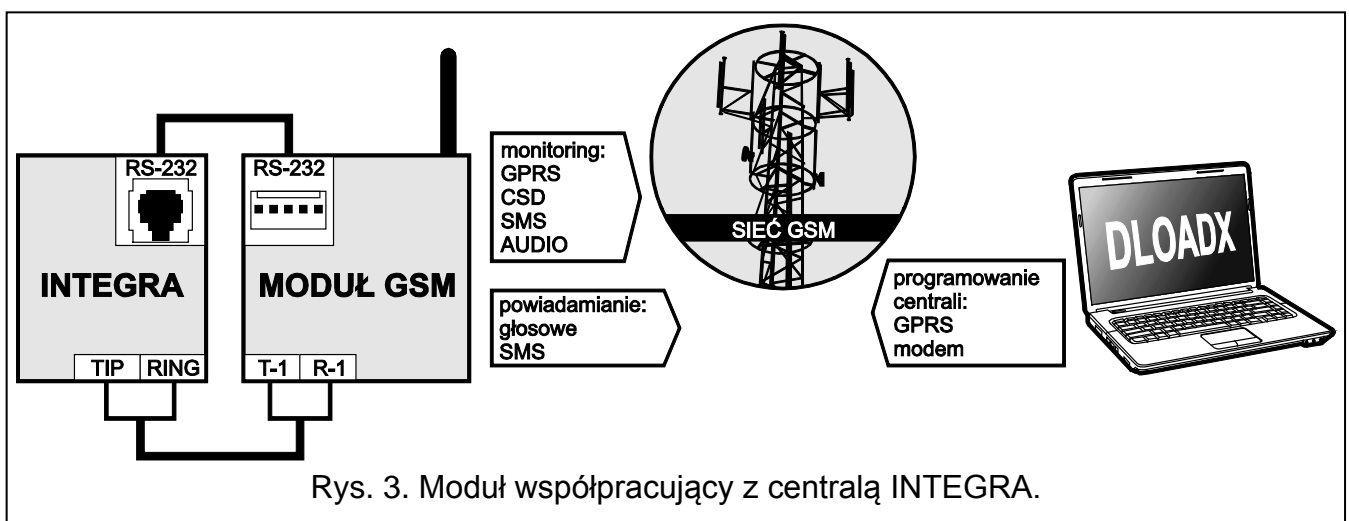 RS-232
RS-232
INTEGRA
MODUŁ GSM
TIP RING
T-1 R-1
monitoring:
GPRS
CSD
SMS
AUDIO
powiadamianie:
głosowe
SMS
SIEĆ GSM
programowanie
centrali:
GPRS
modem
DLOADX
Rys. 3. Moduł współpracujący z centralą INTEGRA.